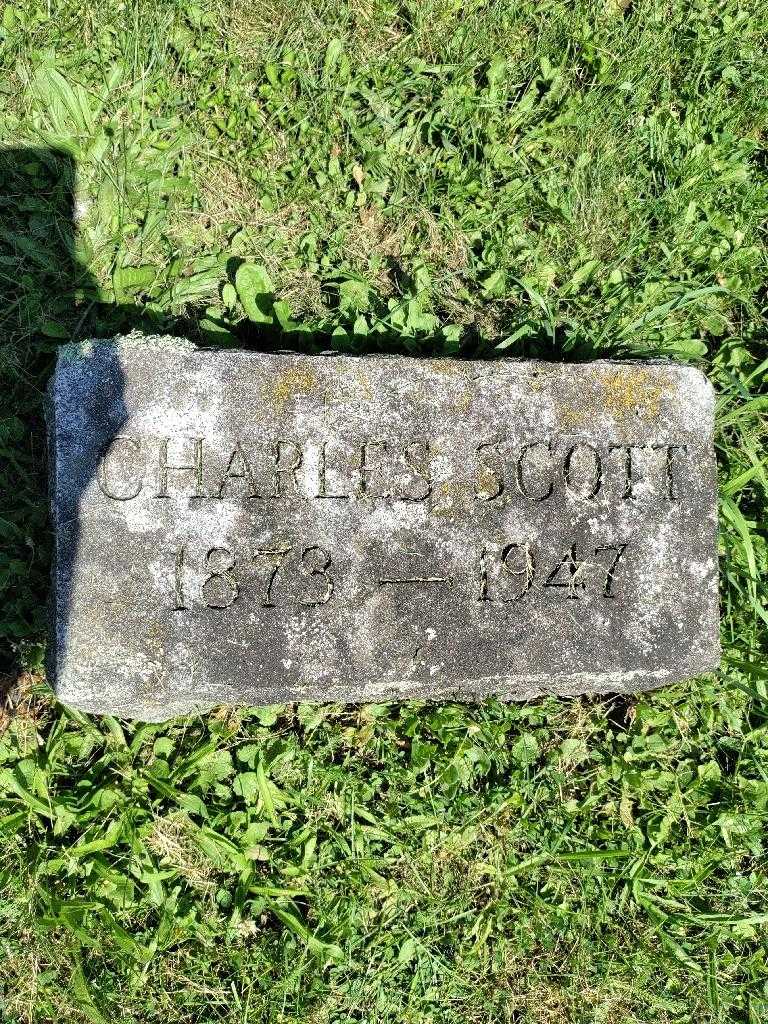 CHARLES SCOTT
1873 — 1947